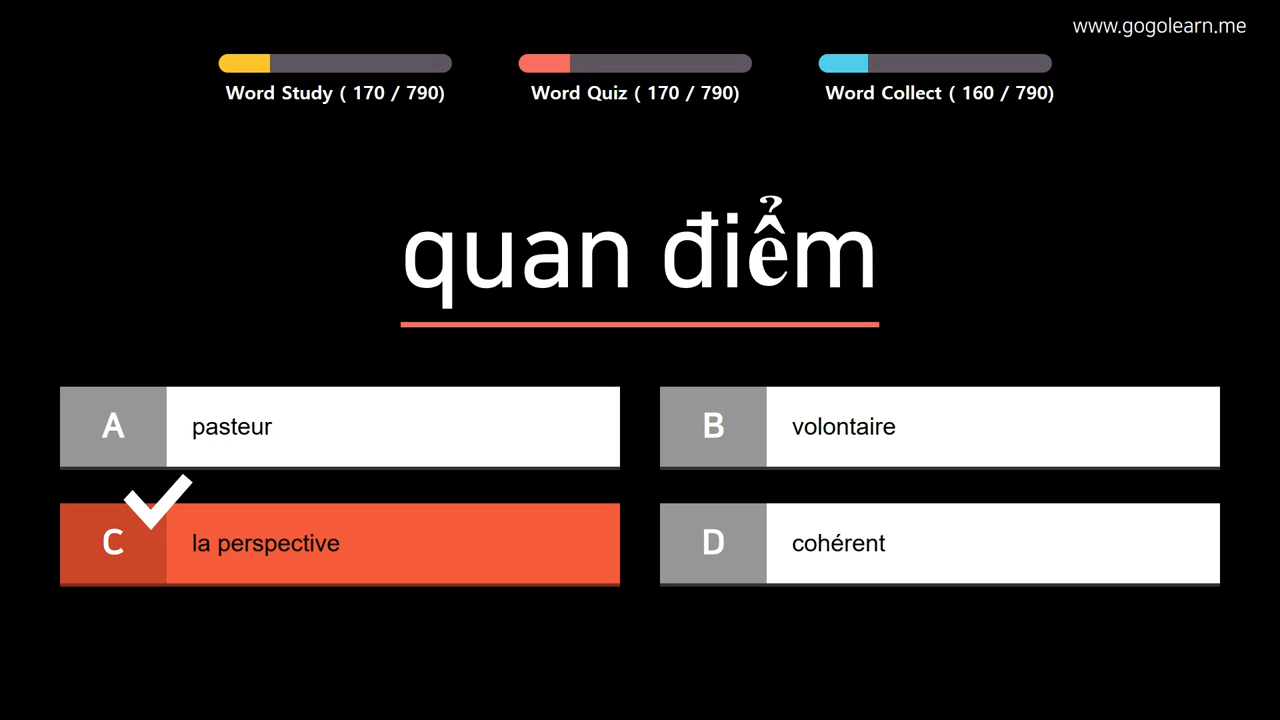 www.gogolearn.me
Word Study ( 170 / 790)
Word Quiz ( 170 / 790)
Word Collect ( 160 / 790)
quan điểm
A
pasteur
B
volontaire
C
la perspective
D
cohérent